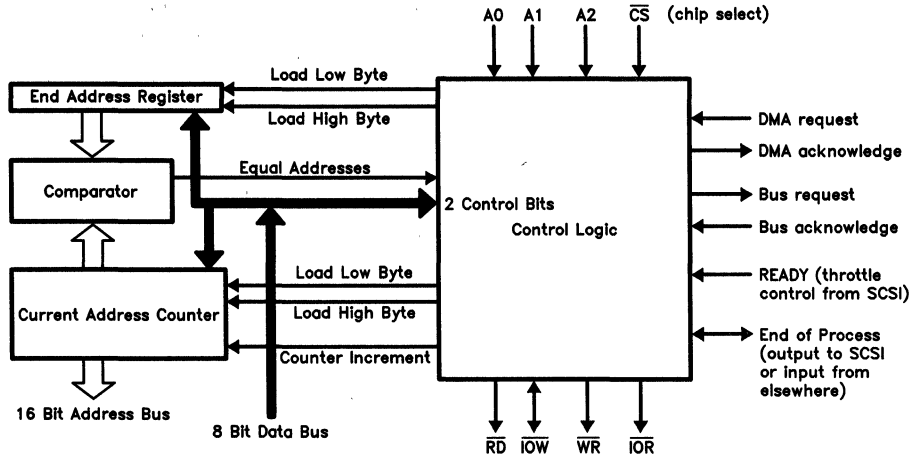 A0 A1 A2 CS (chip select)
Load Low Byte
End Address Register
Load High Byte
DMA request
DMA acknowledge
Equal Addresses
Comparator
Bus request
2 Control Bits
Control Logic
Bus acknowledge
Load Low Byte
READY (throttle
control from SCSI)
Current Address Counter
Load High Byte
End of Process
(output to SCSI
or input from
elsewhere)
Counter Increment
16 Bit Address Bus
8 Bit Data Bus
RD IOW WR IOR